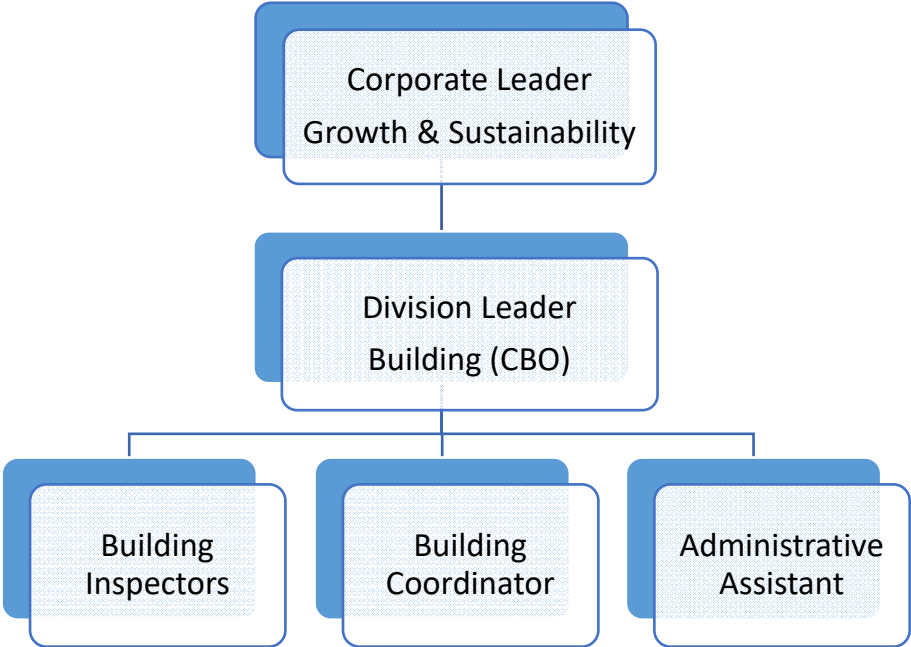 Corporate Leader
Growth & Sustainability
Division Leader
Building (CBO)
Building
Inspectors
Building
Coordinator
Administrative
Assistant